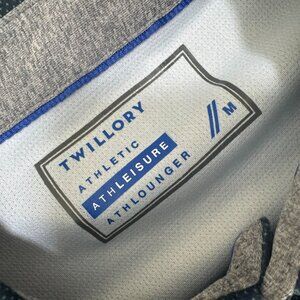 TWILLORY
ATHLETIC
ATHLEISURE
ATHLOUNGER
// M